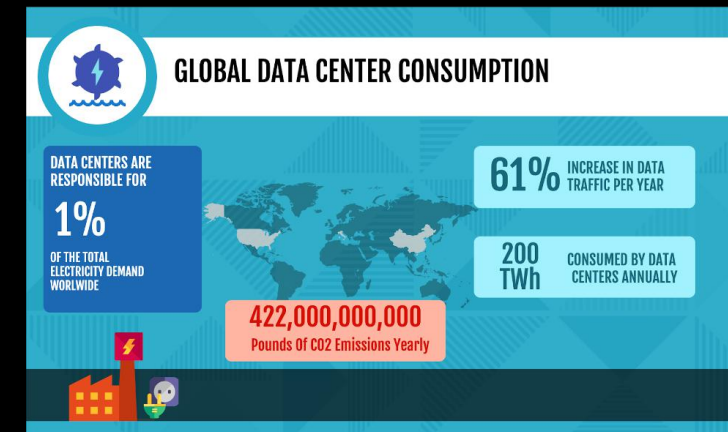 GLOBAL DATA CENTER CONSUMPTION
DATA CENTERS ARE
RESPONSIBLE FOR
1%
OF THE TOTAL
ELECTRICITY DEMAND
WORLWIDE
61%
INCREASE IN DATA
TRAFFIC PER YEAR
200
TWh
CONSUMED BY DATA
CENTERS ANNUALLY
422,000,000,000
Pounds Of CO2 Emissions Yearly